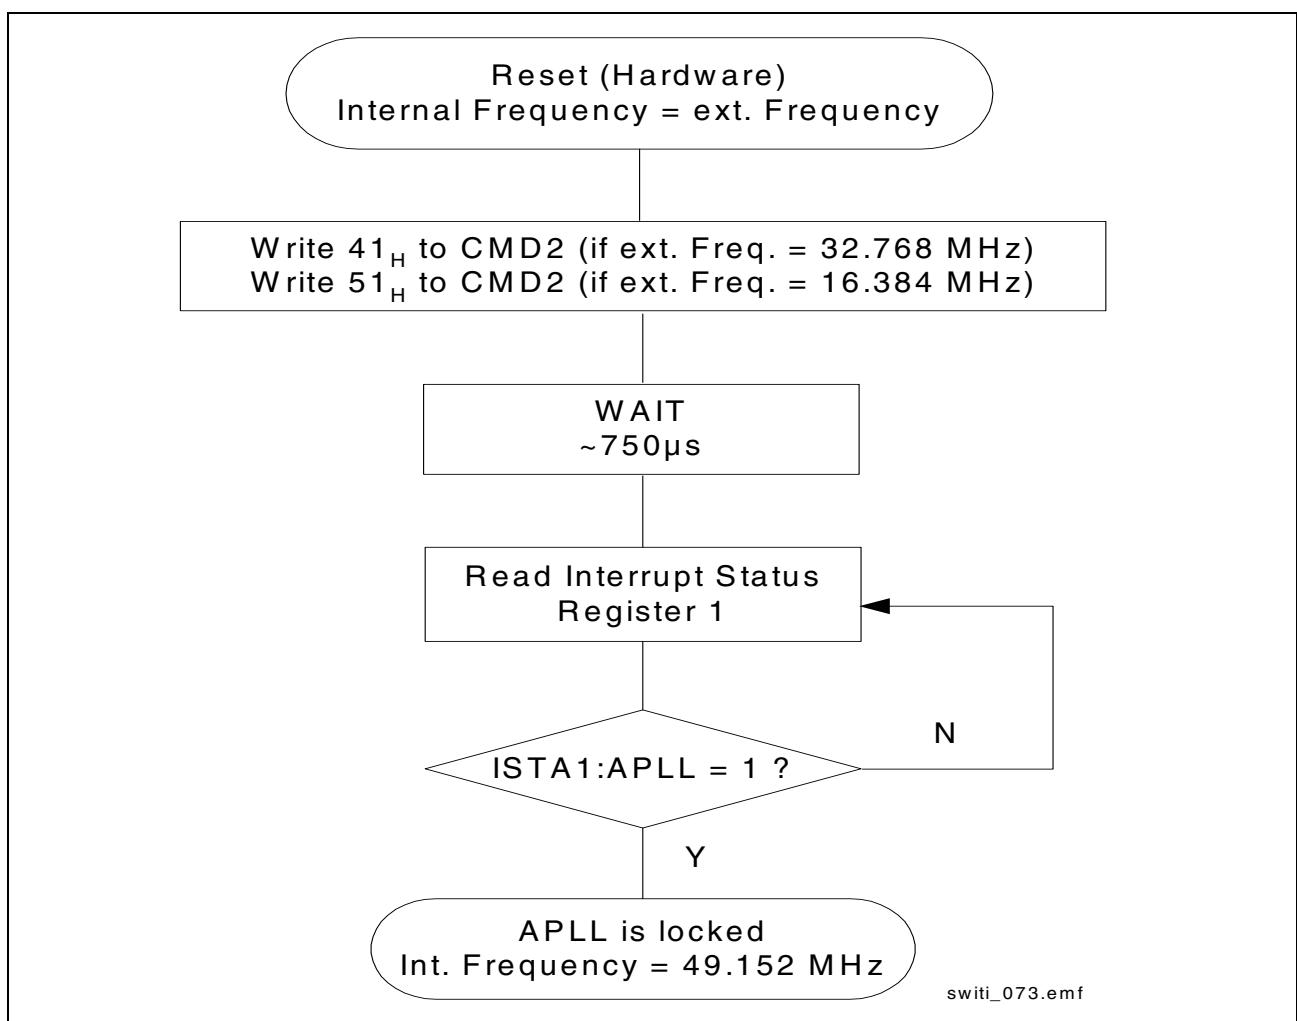 Reset (Hardware)
Internal Frequency = ext. Frequency
Write 41H to CMD2 (if ext. Freq. = 32.768 MHz)
Write 51H to CMD2 (if ext. Freq. = 16.384 MHz)
WAIT
~750µs
Read Interrupt Status
Register 1
ISTA1:APLL = 1 ?
N
Y
APLL is locked
Int. Frequency = 49.152 MHz
switi_073.emf